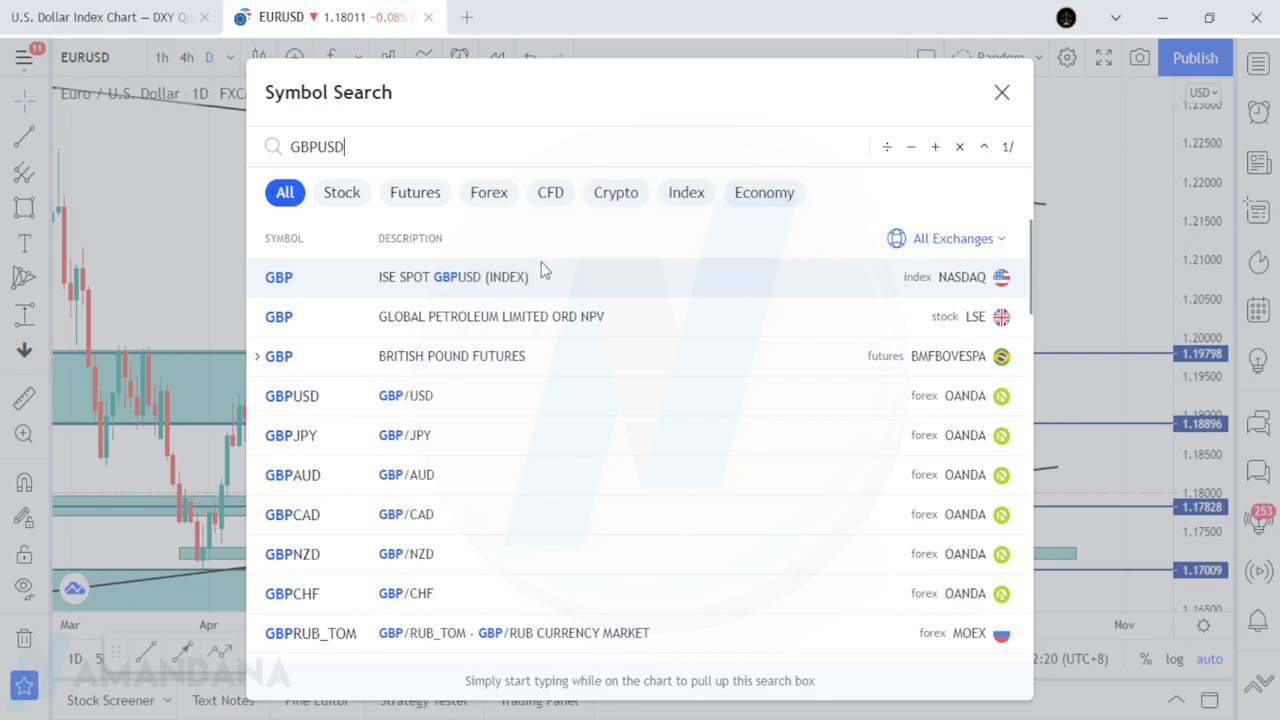 U.S. Dollar Index Chart — DXY Qu
EURUSD ▼ 1.18011 −0.08%
11
EURUSD 1h 4h D
Publish
Euro / U.S. Dollar · 1D · FXC
USD
1.22500
1.22000
1.21500
1.21000
1.20500
1.20000
1.19798
1.19500
1.18896
1.18500
1.18000
1.17828
1.17500
1.17009
253
Symbol Search
GBPUSD
÷ − + × ^ 1/
All Stock Futures Forex CFD Crypto Index Economy
SYMBOL DESCRIPTION All Exchanges
GBP ISE SPOT GBPUSD (INDEX) index NASDAQ
GBP GLOBAL PETROLEUM LIMITED ORD NPV stock LSE
GBP BRITISH POUND FUTURES futures BMFBOVESPA
GBPUSD GBP/USD forex OANDA
GBPJPY GBP/JPY forex OANDA
GBPAUD GBP/AUD forex OANDA
GBPCAD GBP/CAD forex OANDA
GBPNZD GBP/NZD forex OANDA
GBPCHF GBP/CHF forex OANDA
GBPRUB_TOM GBP/RUB_TOM - GBP/RUB CURRENCY MARKET forex MOEX
Simply start typing while on the chart to pull up this search box
Mar Apr Nov
1D 2:20 (UTC+8) % log auto
AMANDANA
Stock Screener Text Notes Pine Editor Strategy Tester Trading Panel